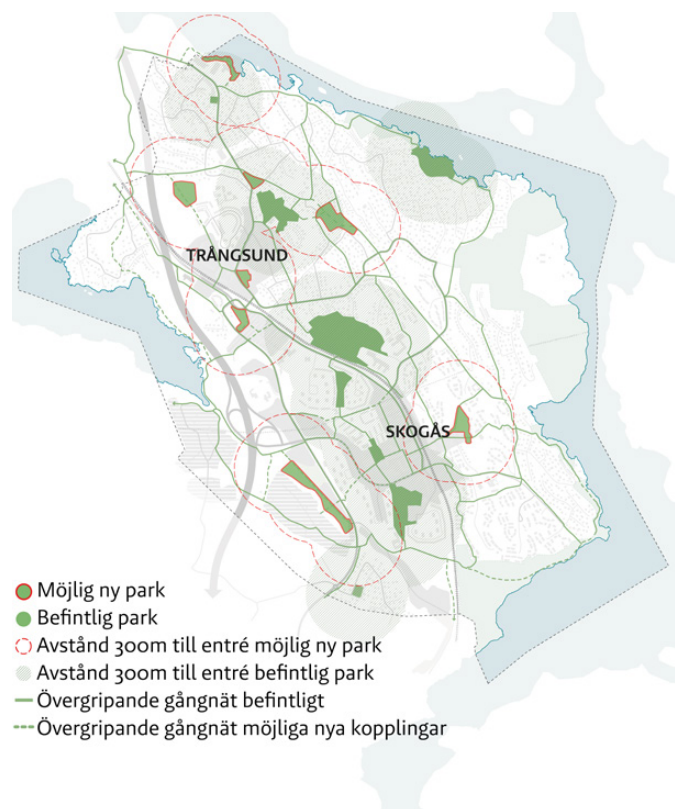 TRÅNGSUND
SKOGÅS
Möjlig ny park
Befintlig park
Avstånd 300m till entré möjlig ny park
Avstånd 300m till entré befintlig park
Övergripande gångnät befintligt
Övergripande gångnät möjliga nya kopplingar